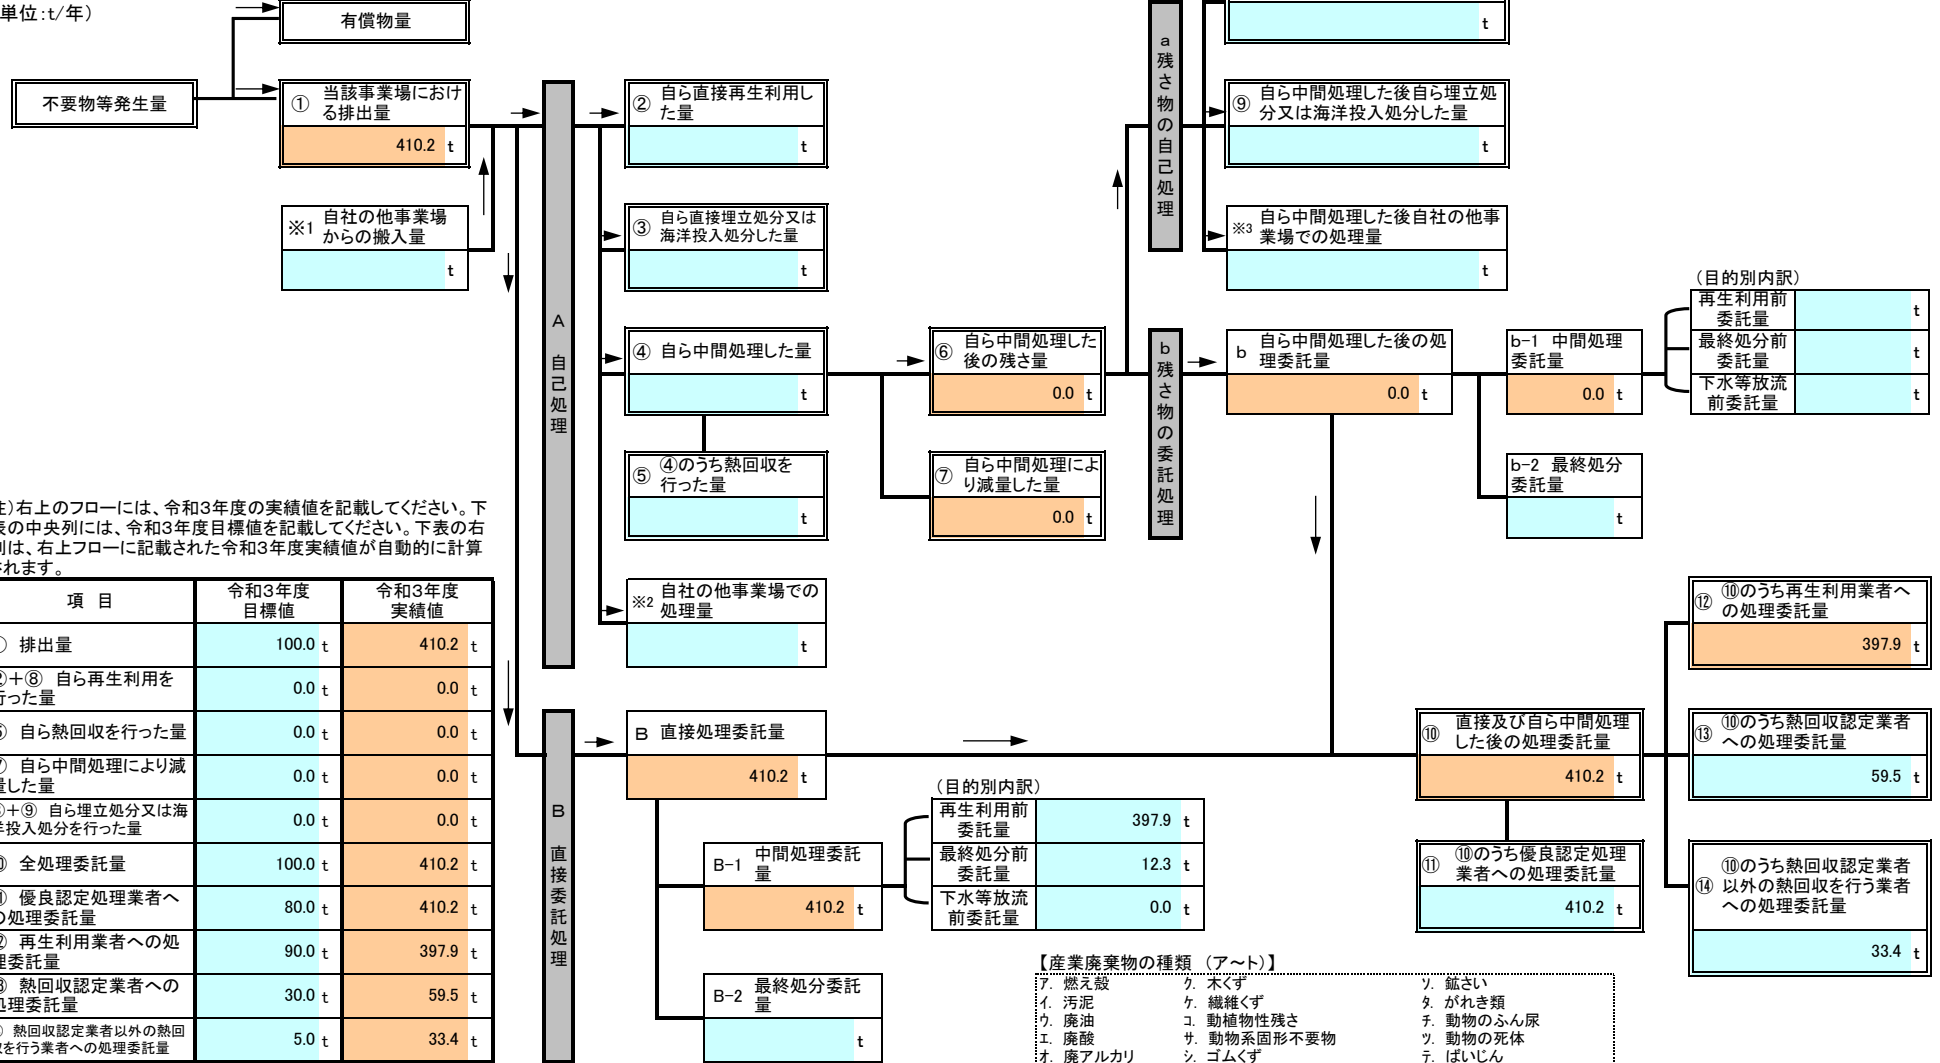 単位:t/年）
有償物量
不要物等発生量
① 当該事業場におけ
る排出量
410.2 t
※1 自社の他事業場
からの搬入量
t
A
自己処理
② 自ら直接再生利用し
た量
t
③ 自ら直接埋立処分又は
海洋投入処分した量
t
④ 自ら中間処理した量
t
⑤ ④のうち熱回収を
行った量
t
※2 自社の他事業場での
処理量
t
⑥ 自ら中間処理した
後の残さ量
0.0 t
⑦ 自ら中間処理によ
り減量した量
0.0 t
a残さ物の自己処理
t
⑨ 自ら中間処理した後自ら埋立処
分又は海洋投入処分した量
t
※3 自ら中間処理した後自社の他事
業場での処理量
t
b残さ物の委託処理
b 自ら中間処理した後の処
理委託量
0.0 t
b-1 中間処理
委託量
0.0 t
b-2 最終処分
委託量
t
（目的別内訳）
再生利用前
委託量 t
最終処分前
委託量 t
下水等放流
前委託量 t
注）右上のフローには、令和３年度の実績値を記載してください。下
表の中央列には、令和３年度目標値を記載してください。下表の右
列は、右上フローに記載された令和３年度実績値が自動的に計算
されます。
項 目
令和３年度
目標値
令和３年度
実績値
① 排出量 100.0 t 410.2 t
②＋⑧ 自ら再生利用を
行った量 0.0 t 0.0 t
⑤ 自ら熱回収を行った量 0.0 t 0.0 t
⑦ 自ら中間処理により減
量した量 0.0 t 0.0 t
③＋⑨ 自ら埋立処分又は海
洋投入処分を行った量 0.0 t 0.0 t
⑩ 全処理委託量 100.0 t 410.2 t
⑪ 優良認定処理業者へ
の処理委託量 80.0 t 410.2 t
⑫ 再生利用業者への処
理委託量 90.0 t 397.9 t
⑬ 熱回収認定業者への
処理委託量 30.0 t 59.5 t
⑭ 熱回収認定業者以外の熱回
収を行う業者への処理委託量 5.0 t 33.4 t
B
直接委託処理
B 直接処理委託量
410.2 t
B-1 中間処理委託
量
410.2 t
B-2 最終処分委託
量
t
（目的別内訳）
再生利用前
委託量 397.9 t
最終処分前
委託量 12.3 t
下水等放流
前委託量 0.0 t
⑩ 直接及び自ら中間処理
した後の処理委託量
410.2 t
⑪ ⑩のうち優良認定処理
業者への処理委託量
410.2 t
⑫ ⑩のうち再生利用業者へ
の処理委託量
397.9 t
⑬ ⑩のうち熱回収認定業者
への処理委託量
59.5 t
⑭ ⑩のうち熱回収認定業者
以外の熱回収を行う業者
への処理委託量
33.4 t
【産業廃棄物の種類 （ア～ト）】
ア. 燃え殻 ク. 木くず ソ. 鉱さい
イ. 汚泥 ケ. 繊維くず タ. がれき類
ウ. 廃油 コ. 動植物性残さ チ. 動物のふん尿
エ. 廃酸 サ. 動物系固形不要物 ツ. 動物の死体
オ. 廃アルカリ シ. ゴムくず テ. ばいじん